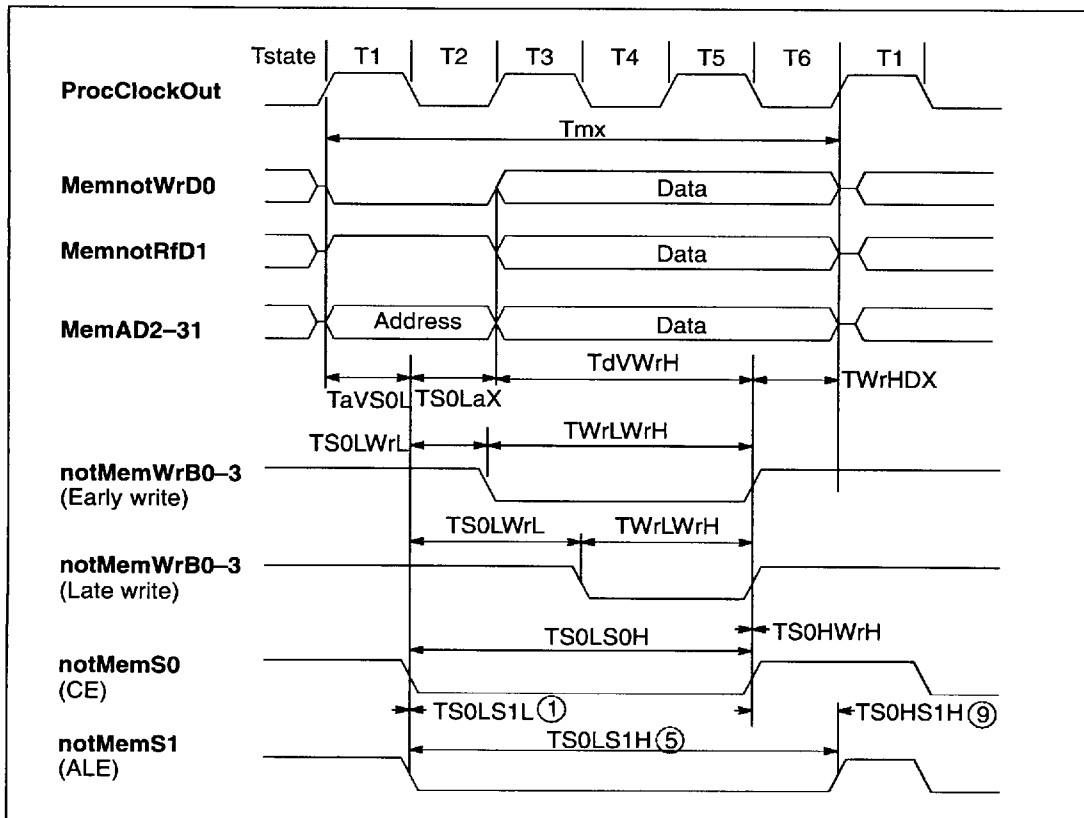 Tstate T1 T2 T3 T4 T5 T6 T1
ProcClockOut
Tmx
MemnotWrD0
Data
MemnotRfD1
Data
MemAD2–31
Address
Data
TaVS0L TS0LaX TdVWrH TWrHDX
TS0LWrL TWrLWrH
notMemWrB0–3
(Early write)
TS0LWrL TWrLWrH
notMemWrB0–3
(Late write)
TS0LS0H TS0HWrH
notMemS0
(CE)
TS0LS1L ① TS0HS1H ⑨
notMemS1
(ALE)
TS0LS1H ⑤